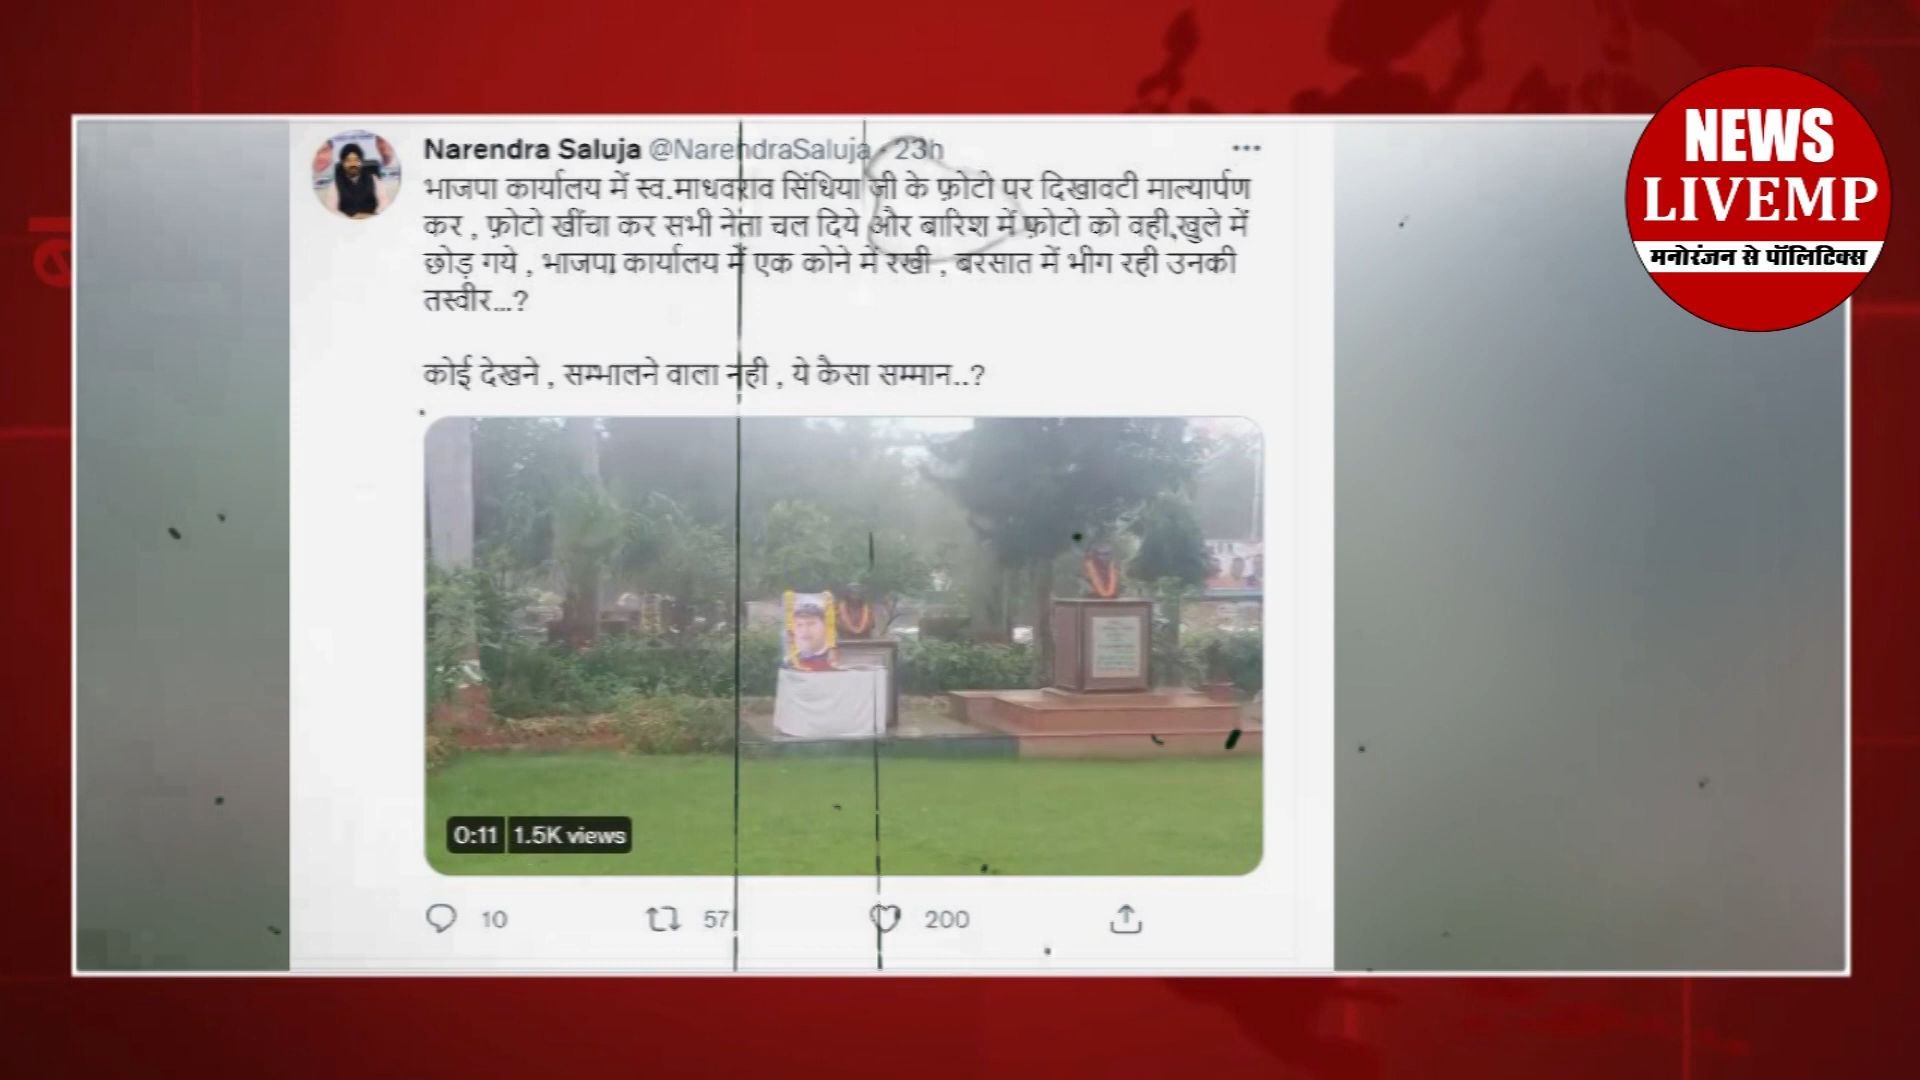 Narendra Saluja @NarendraSaluja · 23h
भाजपा कार्यालय में स्व.माधवराव सिंधिया जी के फ़ोटो पर दिखावटी माल्यार्पण
कर , फ़ोटो खींचा कर सभी नेता चल दिये और बारिश में फ़ोटो को वही,खुले में
छोड़ गये , भाजपा कार्यालय में एक कोने में रखी , बरसात में भीग रही उनकी
तस्वीर...?
कोई देखने , सम्भालने वाला नही , ये कैसा सम्मान..?
0:11 1.5K views
10 57 200
NEWS
LIVEMP
मनोरंजन से पॉलिटिक्स